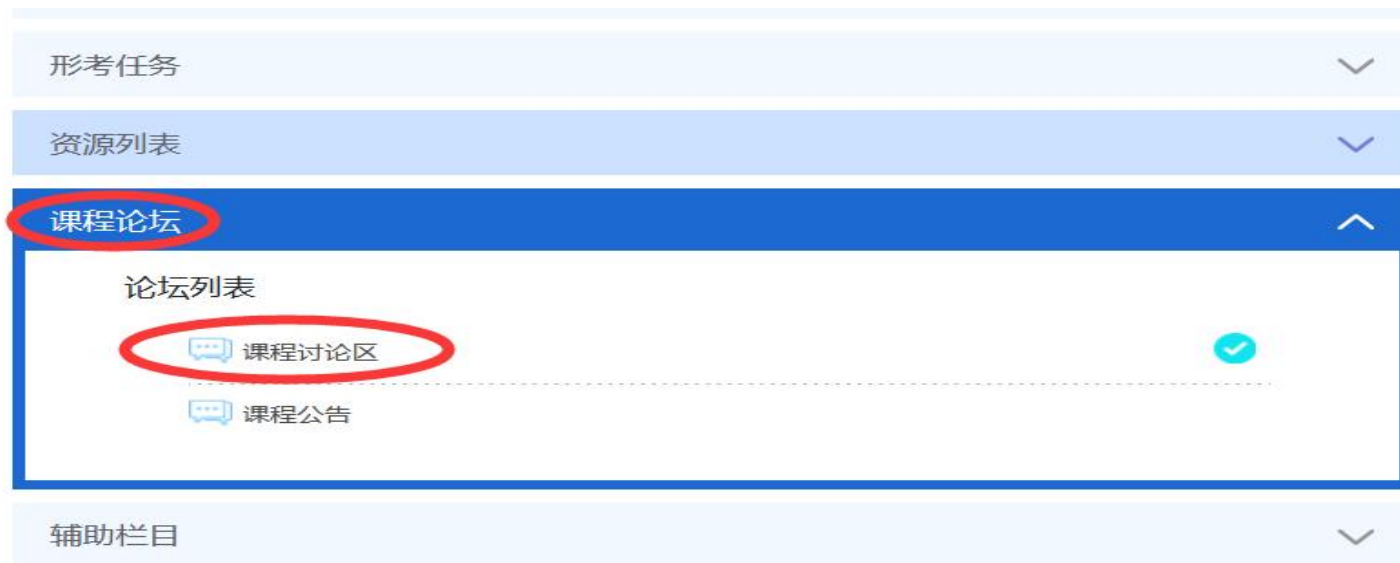 形考任务
资源列表
课程论坛
论坛列表
课程讨论区
课程公告
辅助栏目